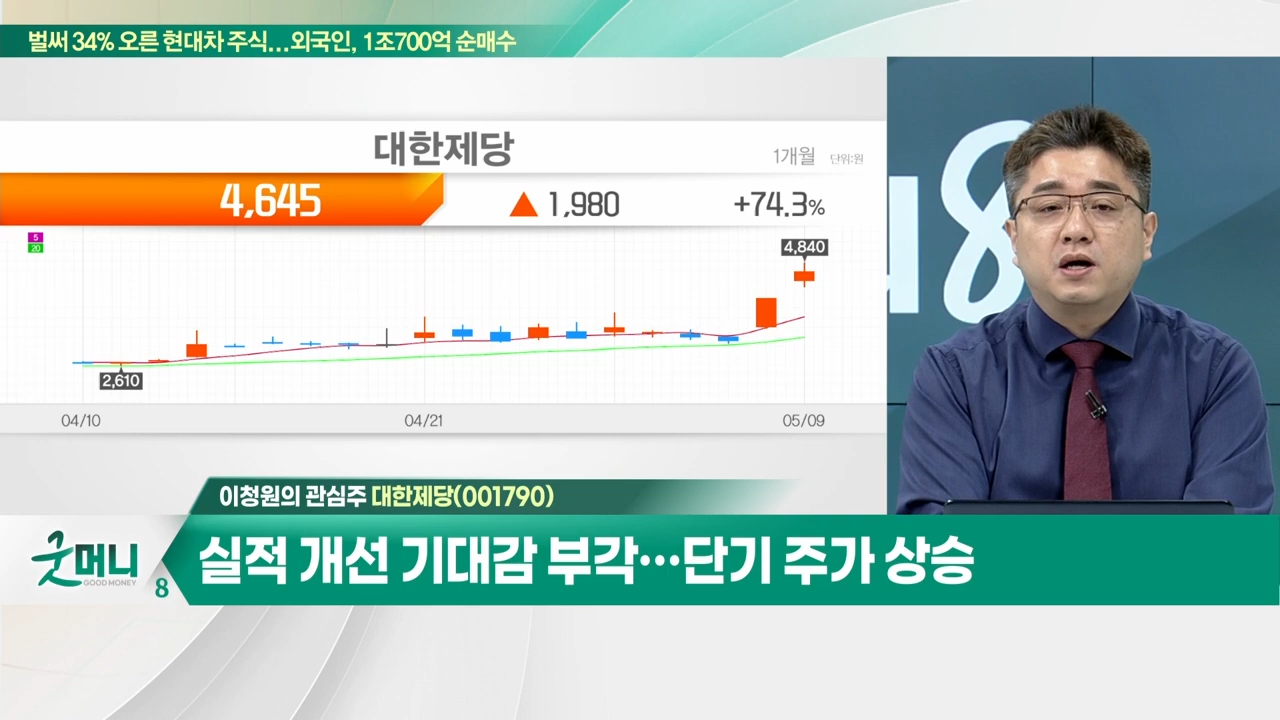 벌써 34% 오른 현대차 주식...외국인, 1조700억 순매수
대한제당
1개월 단위:원
4,645 ▲ 1,980 +74.3%
5
20
4,840
2,610
04/10 04/21 05/09
이청원의 관심주 대한제당(001790)
실적 개선 기대감 부각…단기 주가 상승
굿머니
GOOD MONEY
8
8